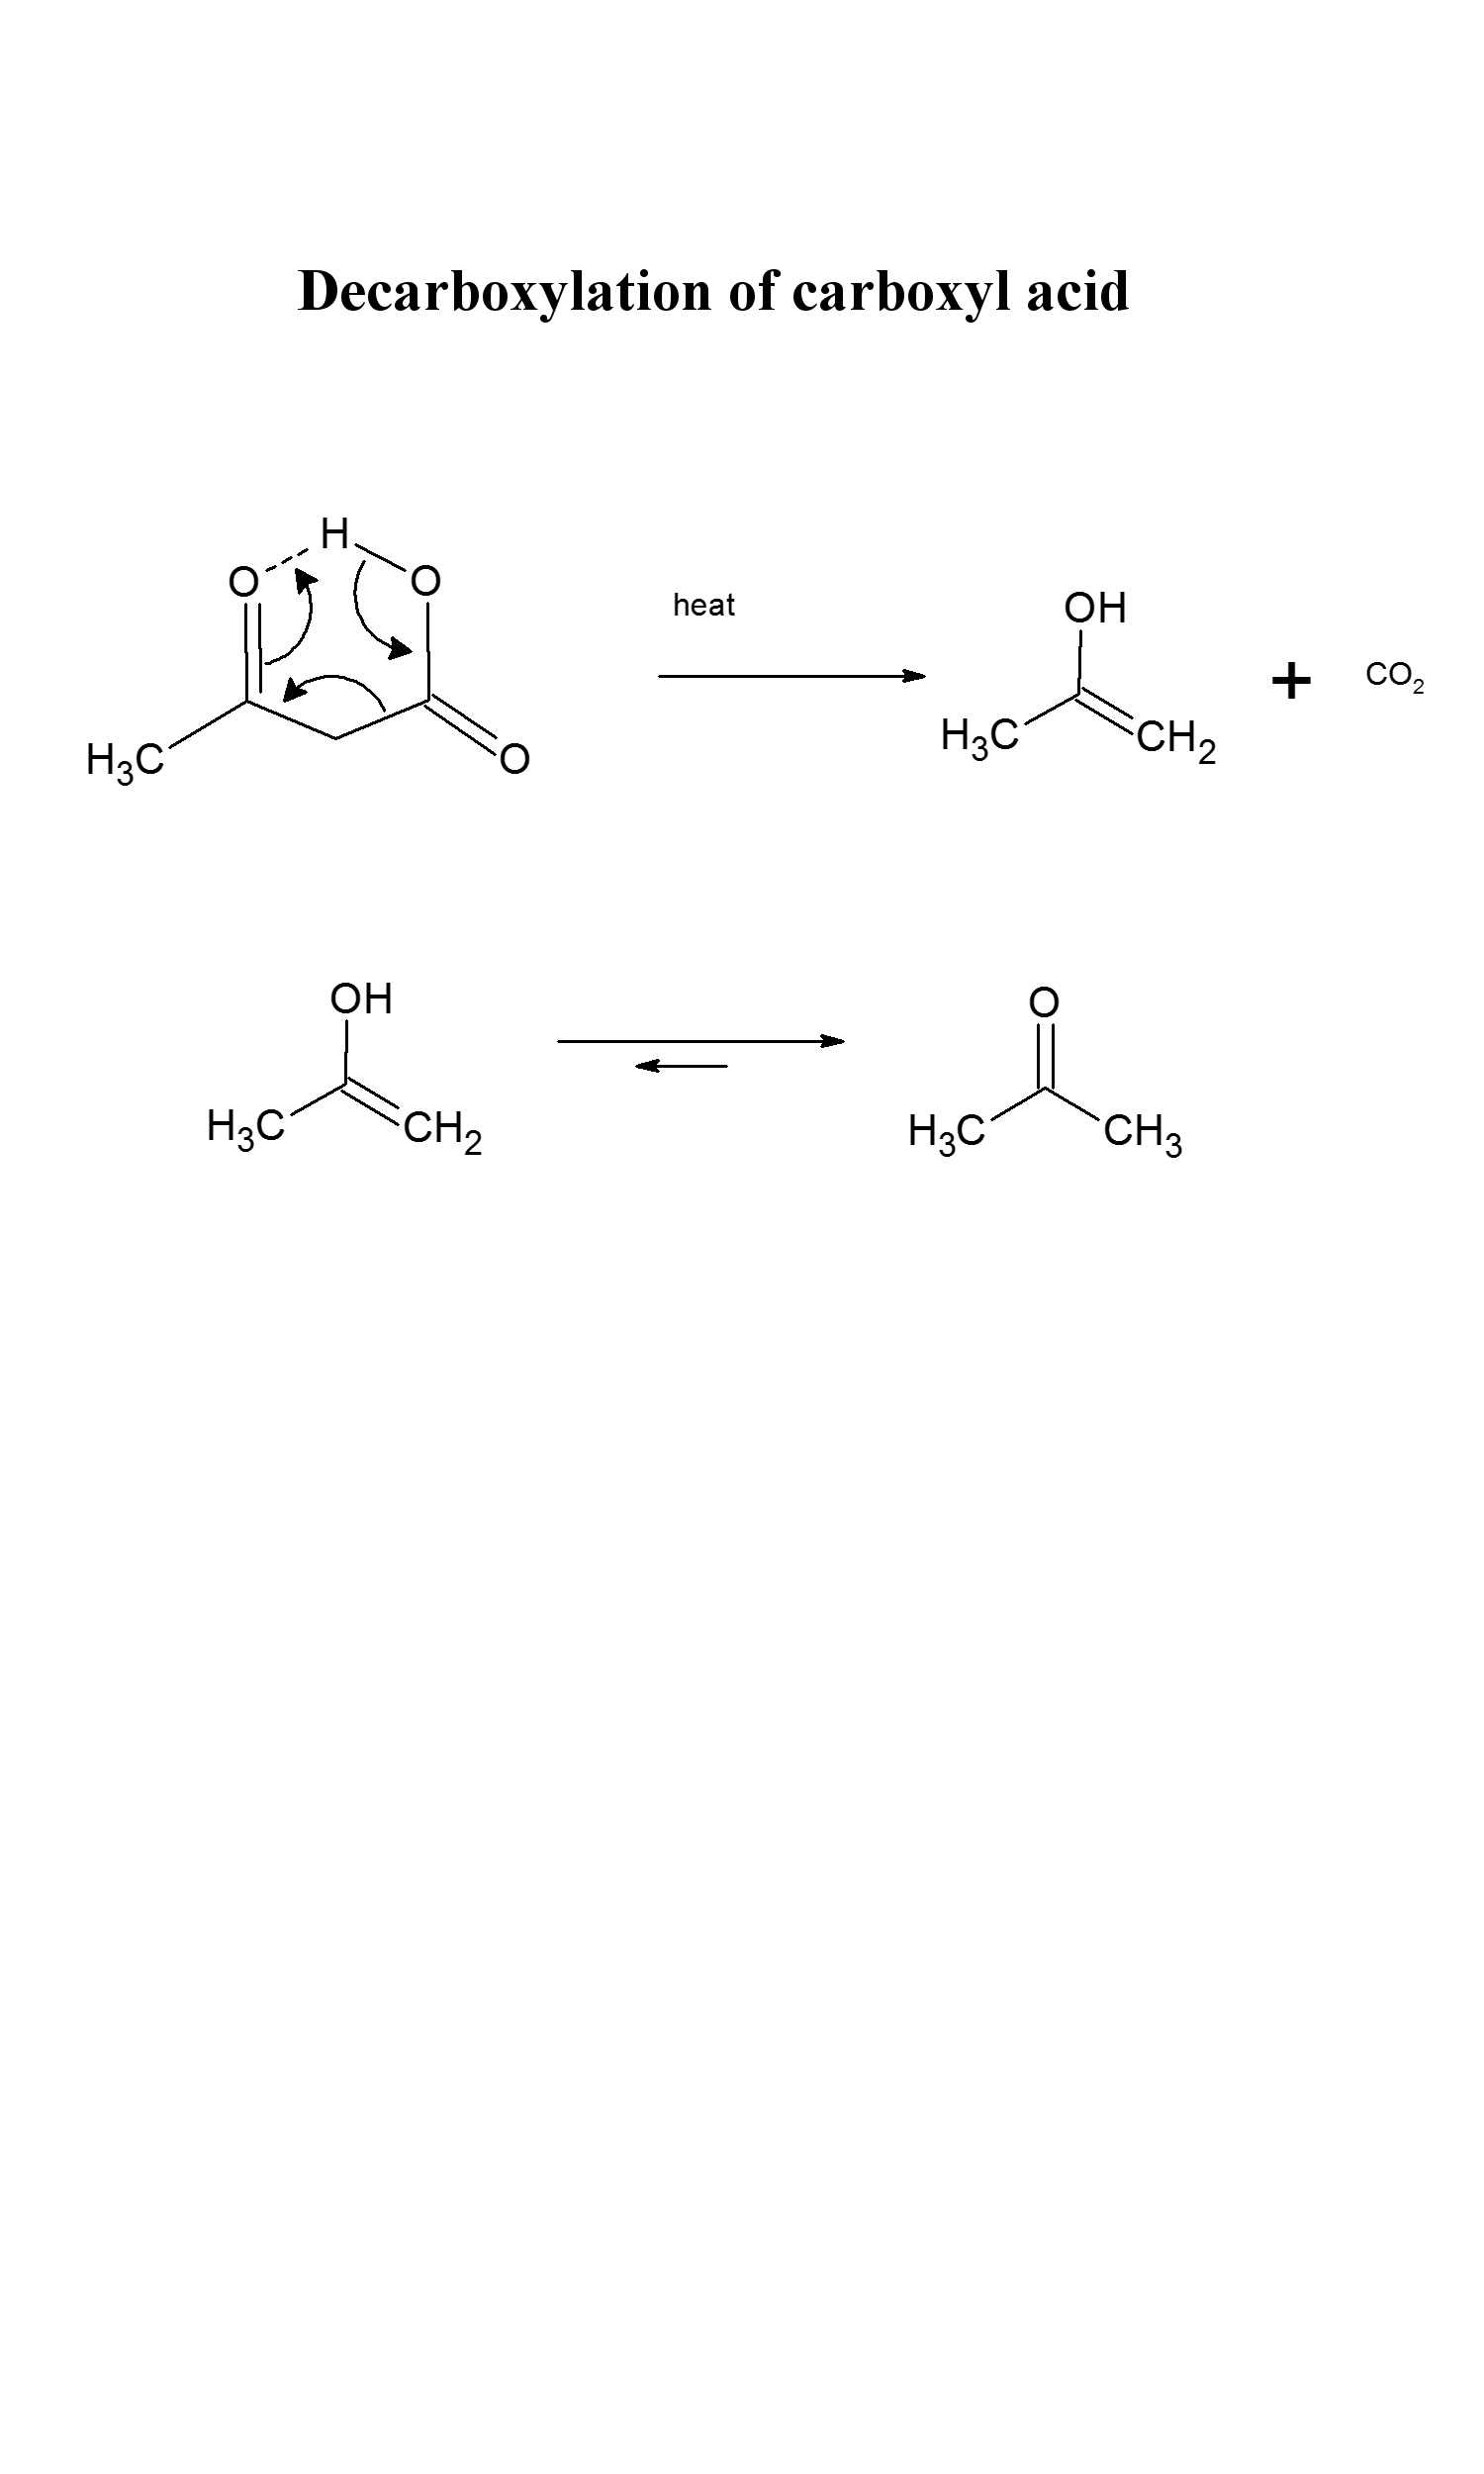 Decarboxylation of carboxyl acid
H
O O
H₃C O
heat
OH
H₃C CH₂
+ CO₂
OH
H₃C CH₂
O
H₃C CH₃